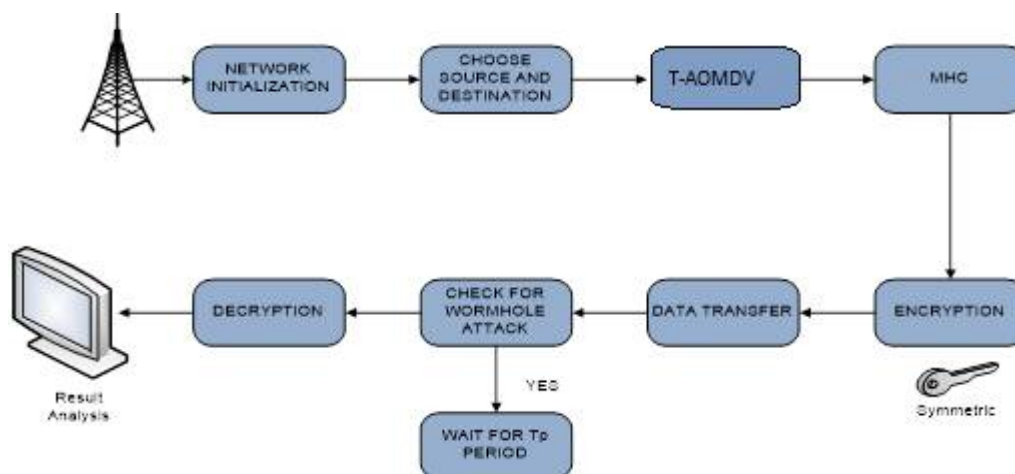 NETWORK
INITIALIZATION
CHOOSE
SOURCE AND
DESTINATION
T-AOMDV
MHC
ENCRYPTION
Symmetric
DATA TRANSFER
CHECK FOR
WORMHOLE
ATTACK
YES
WAIT FOR Tp
PERIOD
DECRYPTION
Result
Analysis